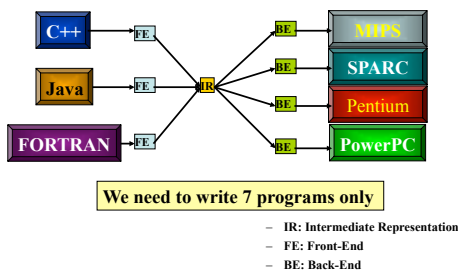 C++
FE
BE
MIPS
Java
FE
IR
BE
SPARC
BE
Pentium
FORTRAN
FE
BE
PowerPC
We need to write 7 programs only
– IR: Intermediate Representation
– FE: Front-End
– BE: Back-End